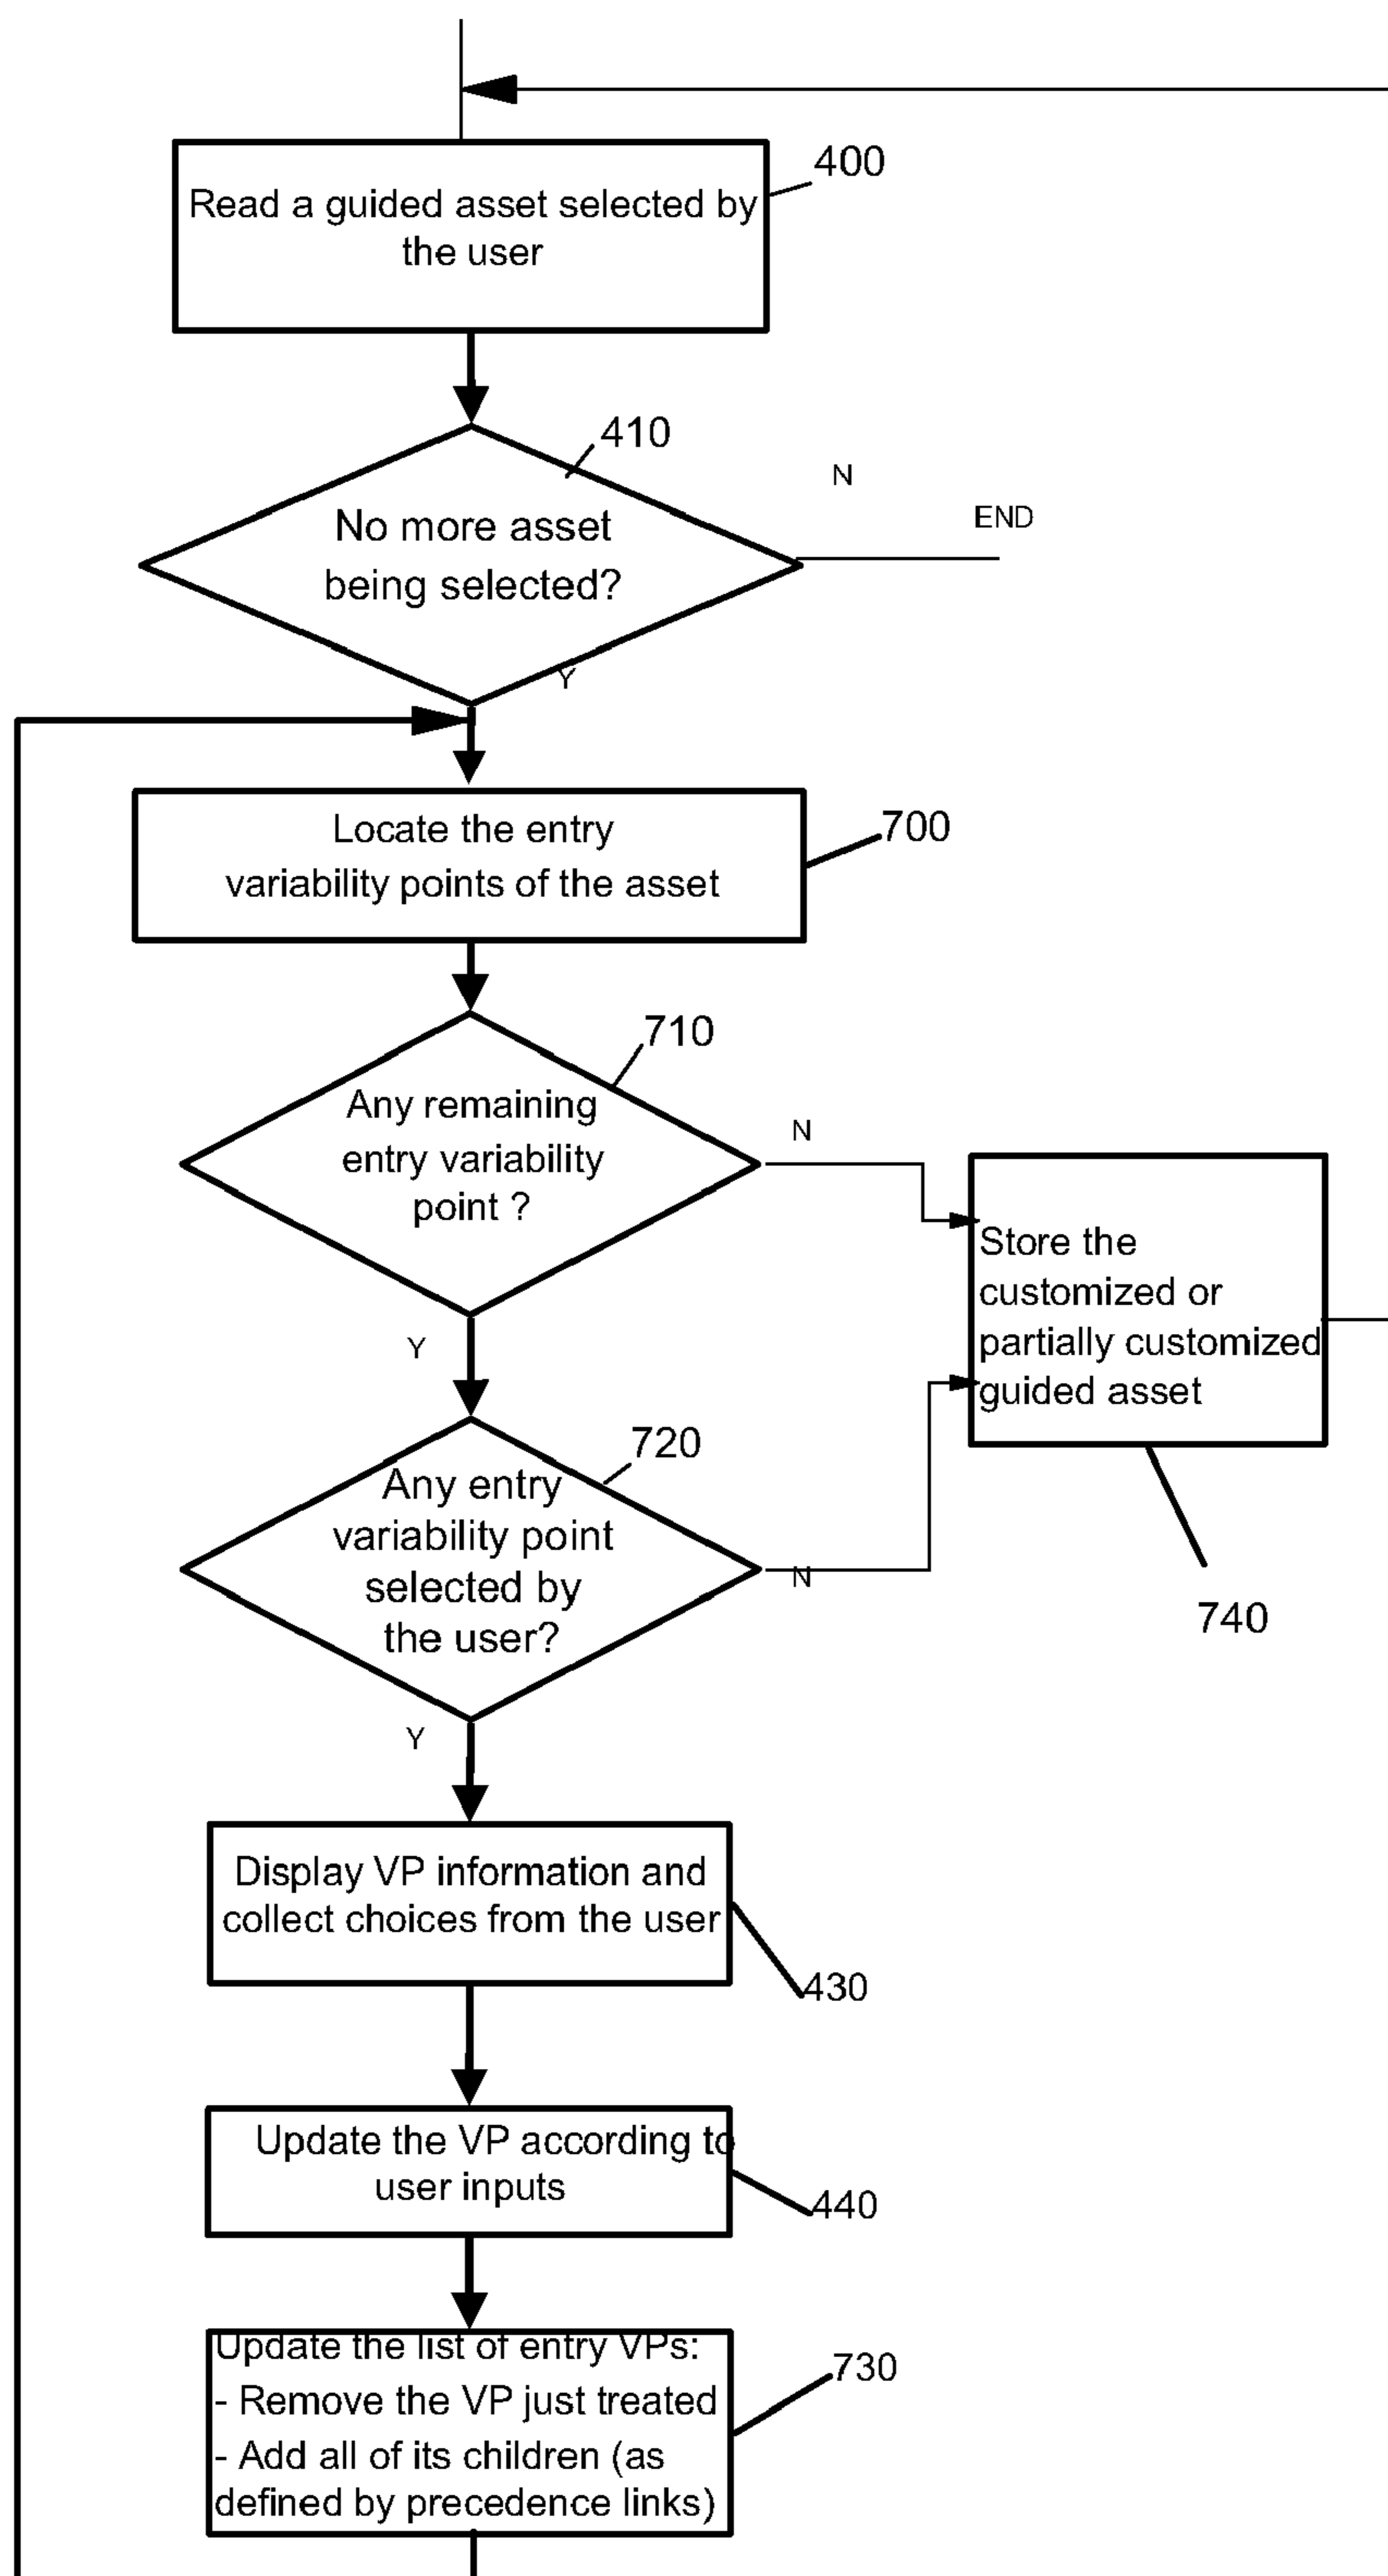 Read a guided asset selected by
the user
400
410
No more asset
being selected?
N
END
Y
Locate the entry
variability points of the asset
700
710
Any remaining
entry variability
point ?
N
Y
Store the
customized or
partially customized
guided asset
740
720
Any entry
variability point
selected by
the user?
N
Y
Display VP information and
collect choices from the user
430
Update the VP according to
user inputs
440
Update the list of entry VPs:
- Remove the VP just treated
- Add all of its children (as
defined by precedence links)
730